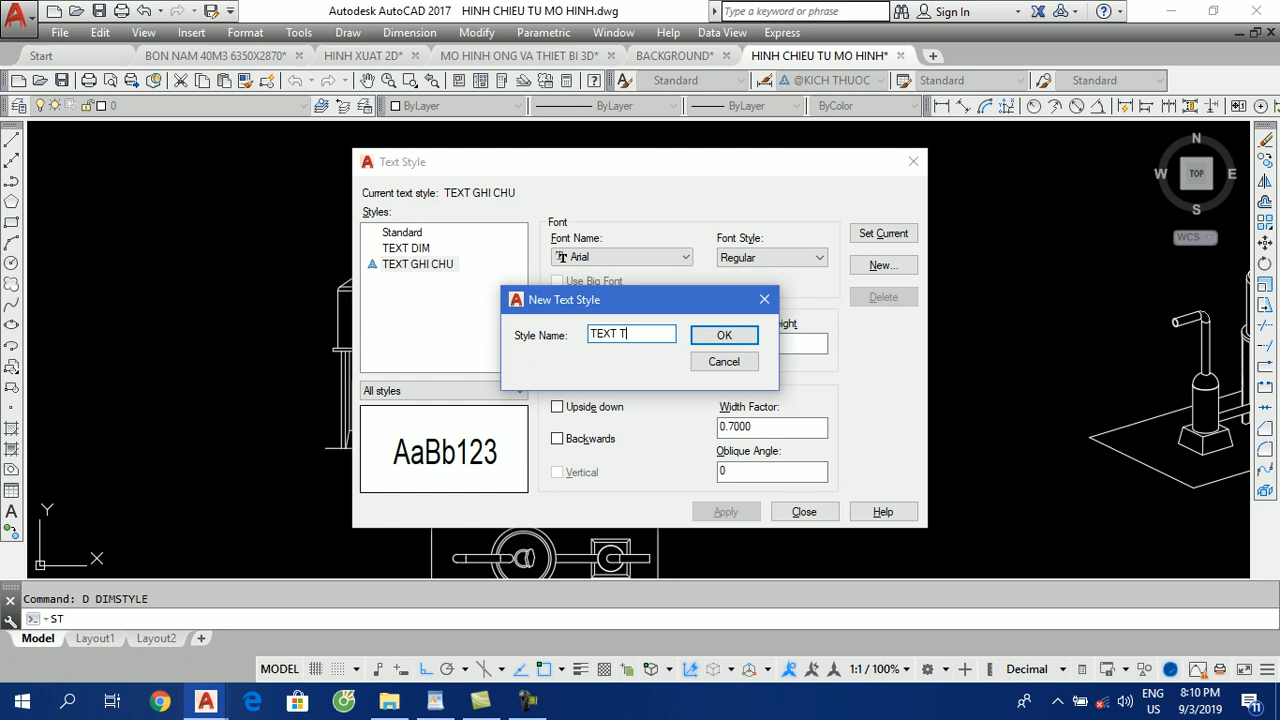 Autodesk AutoCAD 2017 HINH CHIEU TU MO HINH.dwg
Type a keyword or phrase
Sign In
File Edit View Insert Format Tools Draw Dimension Modify Parametric Window Help Data View Express
Start
BON NAM 40M3 6350X2870*
HINH XUAT 2D*
MO HINH ONG VA THIET BI 3D*
BACKGROUND*
HINH CHIEU TU MO HINH*
Standard
@KICH THUOC
Standard
Standard
0
ByLayer
ByLayer
ByLayer
ByColor
N
W TOP E
S
WCS
Text Style
Current text style: TEXT GHI CHU
Styles:
Standard
TEXT DIM
TEXT GHI CHU
All styles
AaBb123
Font
Font Name:
Arial
Font Style:
Regular
Use Big Font
Set Current
New...
Delete
New Text Style
Style Name:
TEXT T
OK
Cancel
Upside down
Backwards
Vertical
Width Factor:
0.7000
Oblique Angle:
0
Apply
Close
Help
Y
X
Command: D DIMSTYLE
ST
Model Layout1 Layout2 +
MODEL
1:1 / 100%
Decimal
ENG
US
8:10 PM
9/3/2019
11